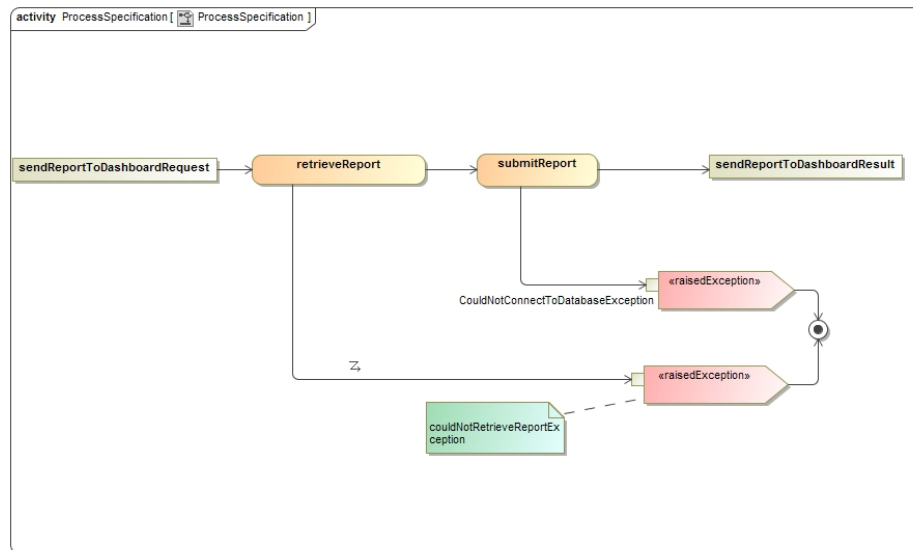 activity ProcessSpecification [ ProcessSpecification ]
sendReportToDashboardRequest
retrieveReport
submitReport
sendReportToDashboardResult
«raisedException»
CouldNotConnectToDatabaseException
«raisedException»
couldNotRetrieveReportEx
ception